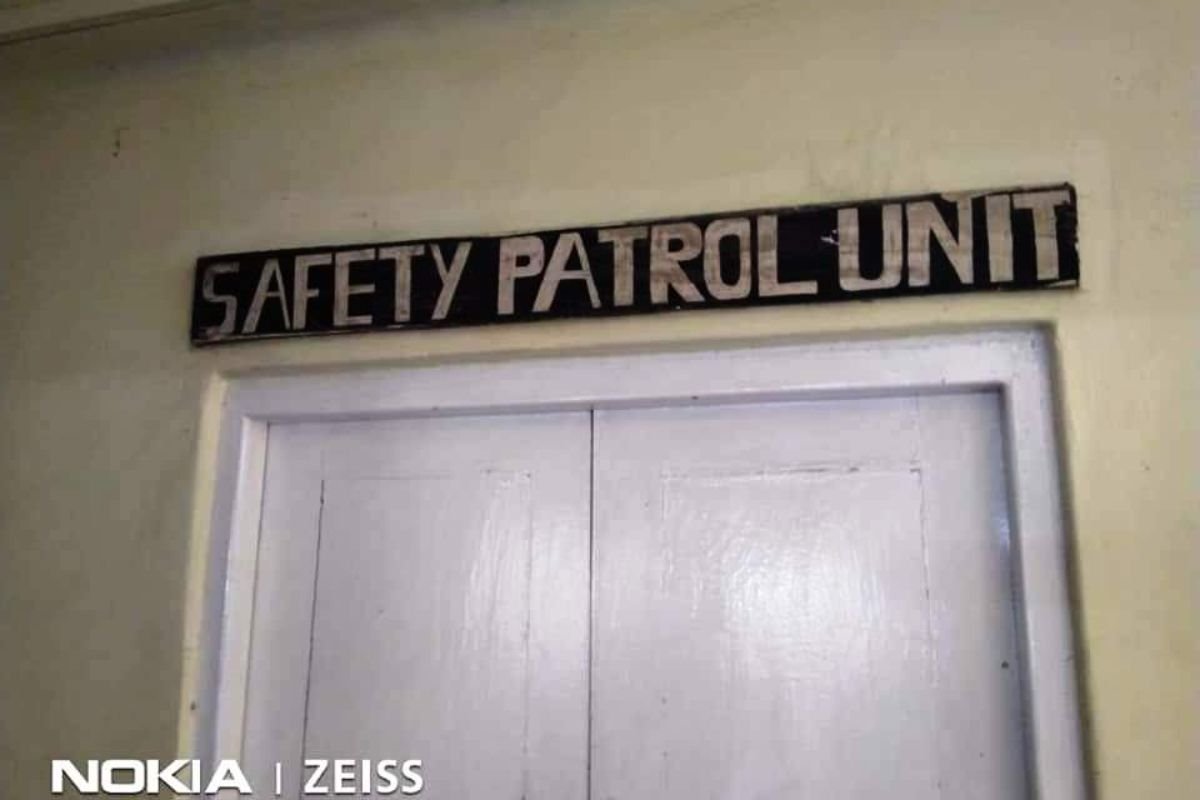 SAFETY PATROL UNIT
NOKIA | ZEISS